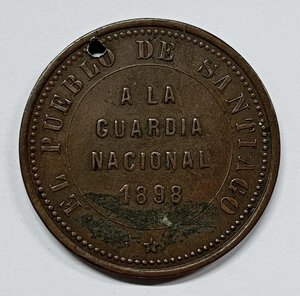 EL PUEBLO DE SANTIAGO
A LA
GUARDIA
NACIONAL
1898